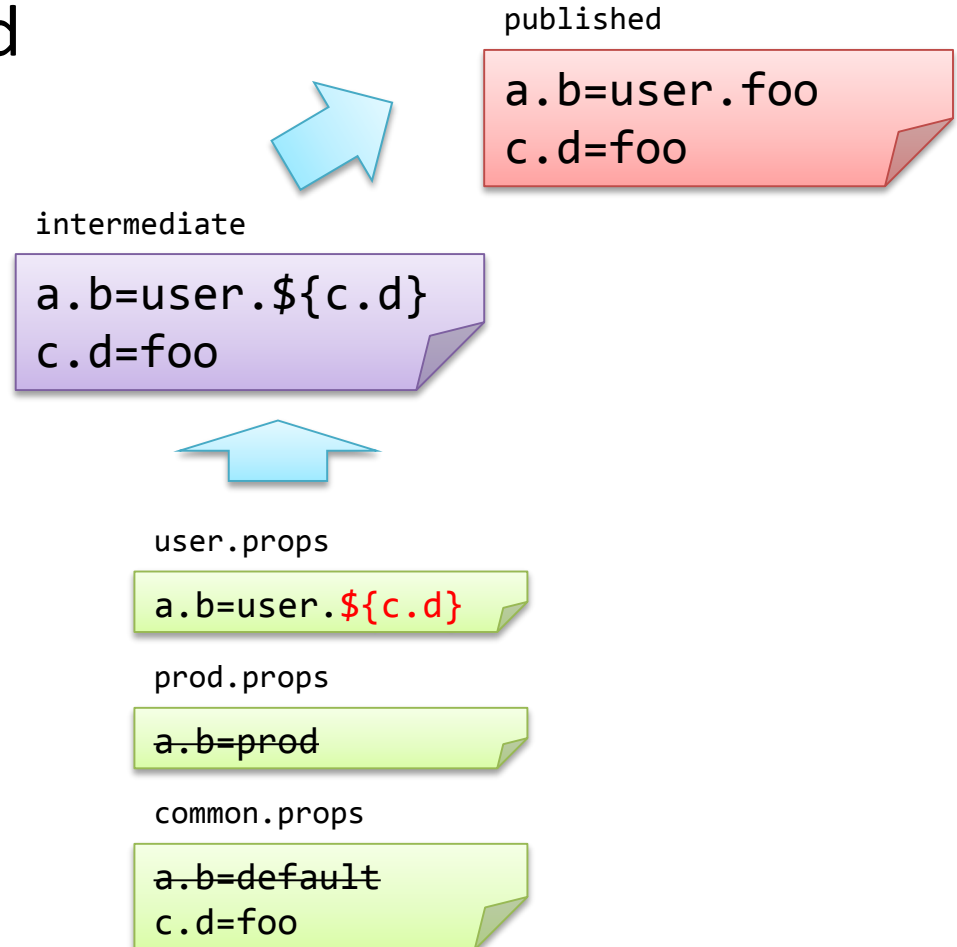 published
a.b=user.foo
c.d=foo
intermediate
a.b=user.${c.d}
c.d=foo
user.props
a.b=user.${c.d}
prod.props
a.b=prod
common.props
a.b=default
c.d=foo